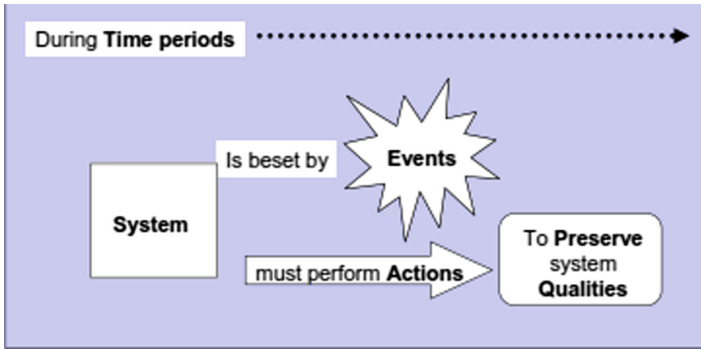 During Time periods
Is beset by
Events
System
must perform Actions
To Preserve
system
Qualities